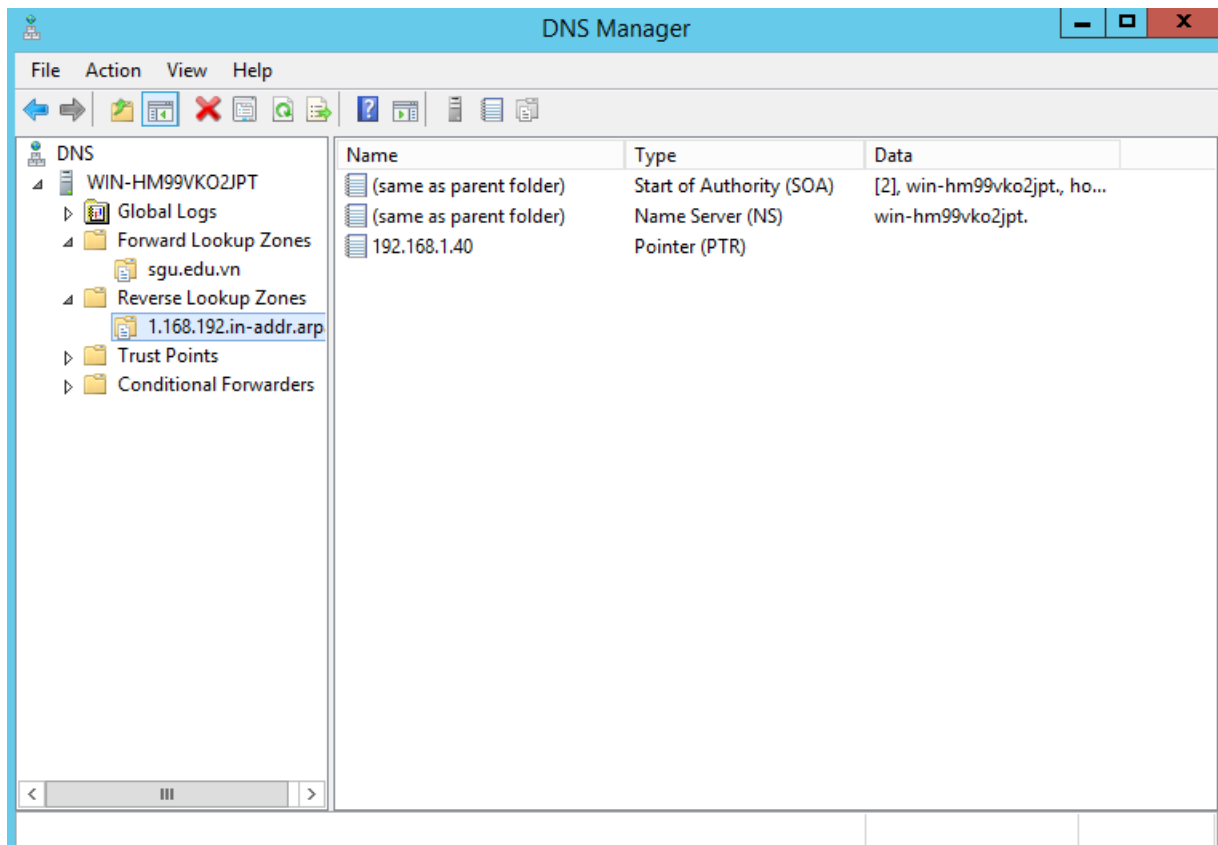 DNS Manager
File Action View Help
DNS
WIN-HM99VKO2JPT
Global Logs
Forward Lookup Zones
sgu.edu.vn
Reverse Lookup Zones
1.168.192.in-addr.arp
Trust Points
Conditional Forwarders
Name Type Data
(same as parent folder) Start of Authority (SOA) [2], win-hm99vko2jpt., ho...
(same as parent folder) Name Server (NS) win-hm99vko2jpt.
192.168.1.40 Pointer (PTR)